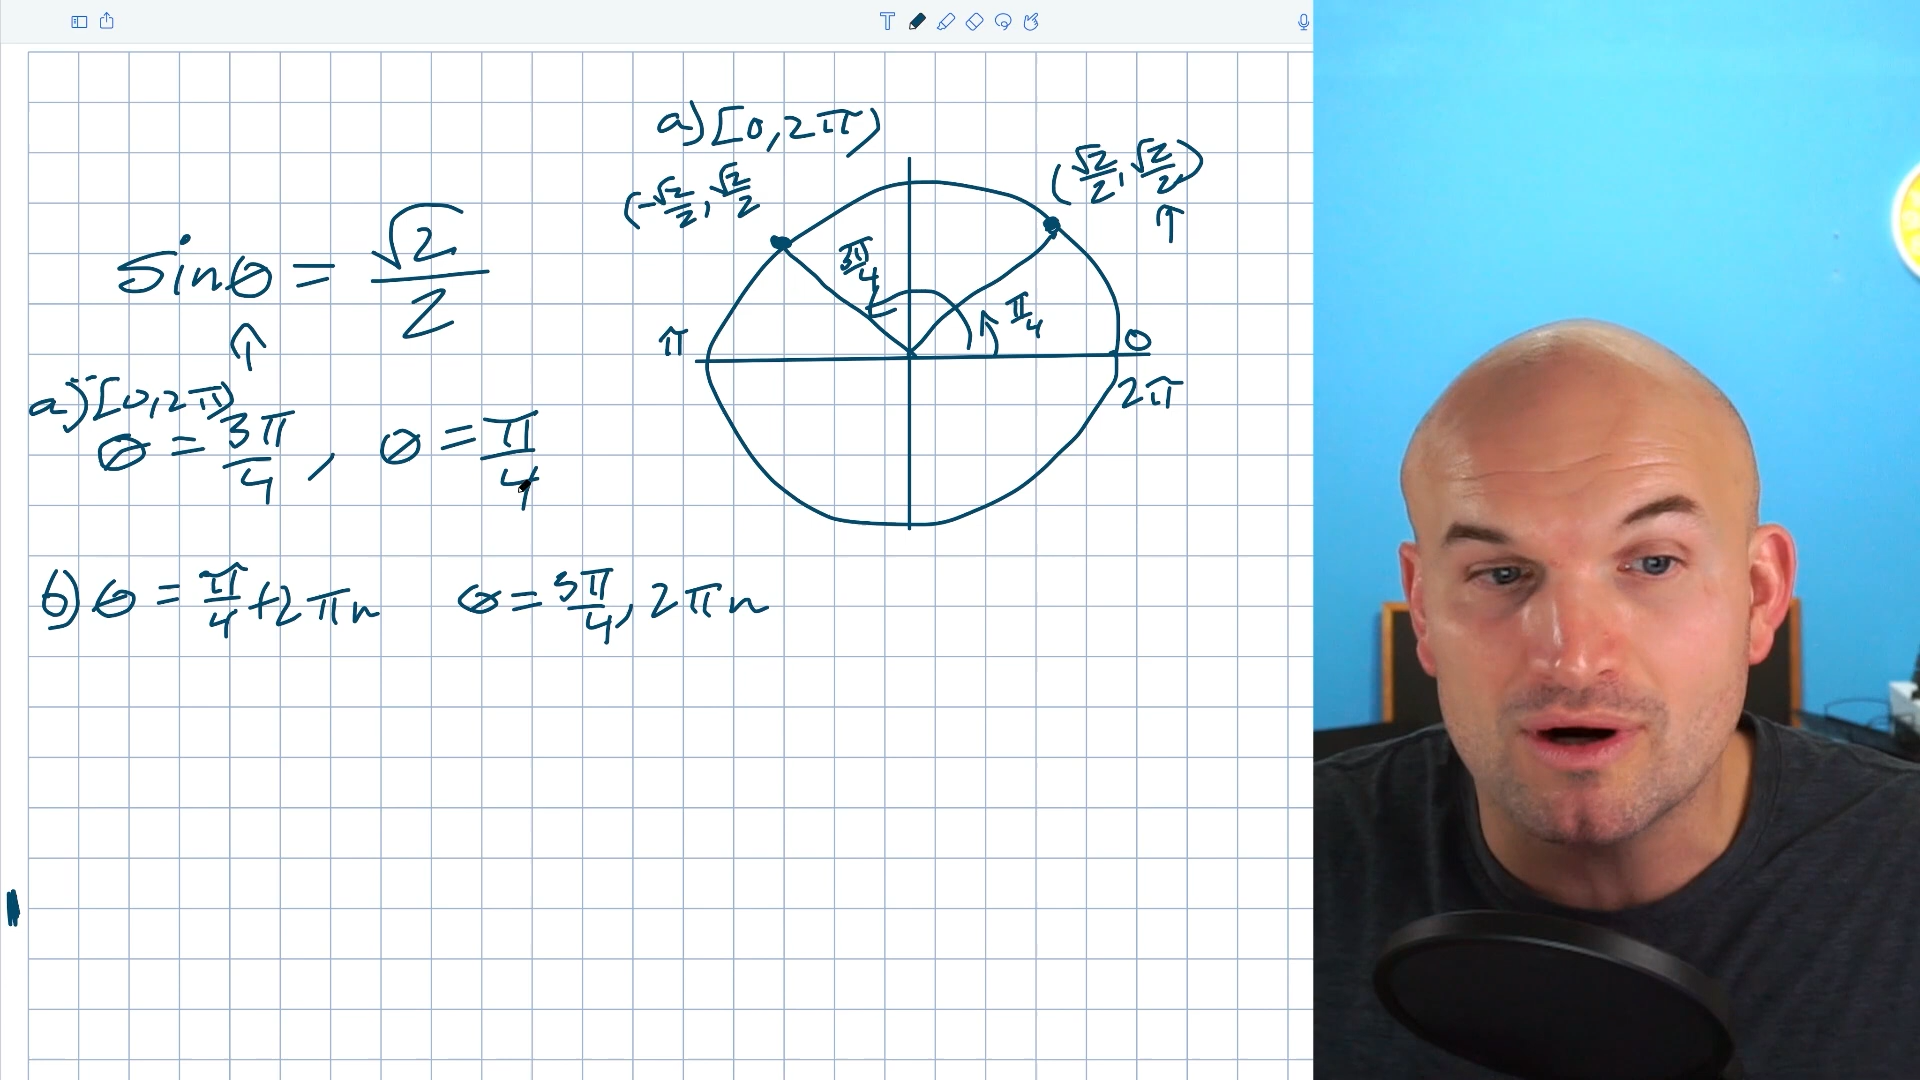 a) [0, 2π)
(-√2/2, √2/2
(√2/2, √2/2)
sinθ = √2/2
3π/4
π/4
π
0
2π
a) [0, 2π)
θ = 3π/4, θ = π/4
b) θ = π/4 + 2πn θ = 3π/4, 2πn